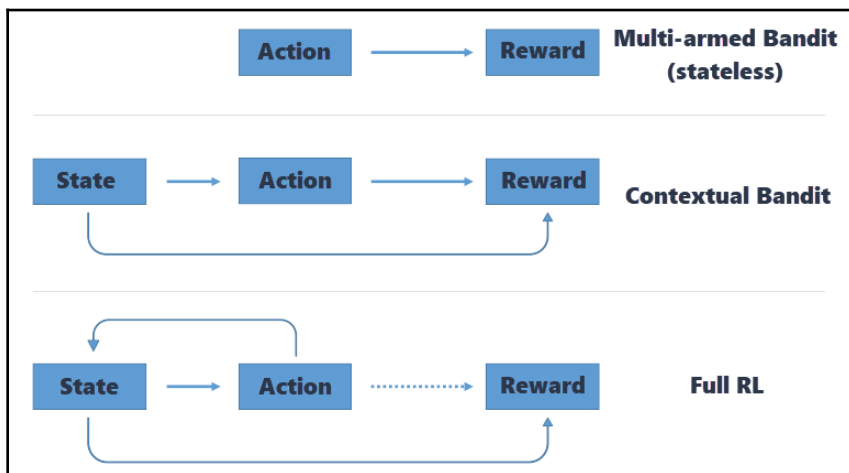 Action
Reward
Multi-armed Bandit
(stateless)
State
Action
Reward
Contextual Bandit
State
Action
Reward
Full RL